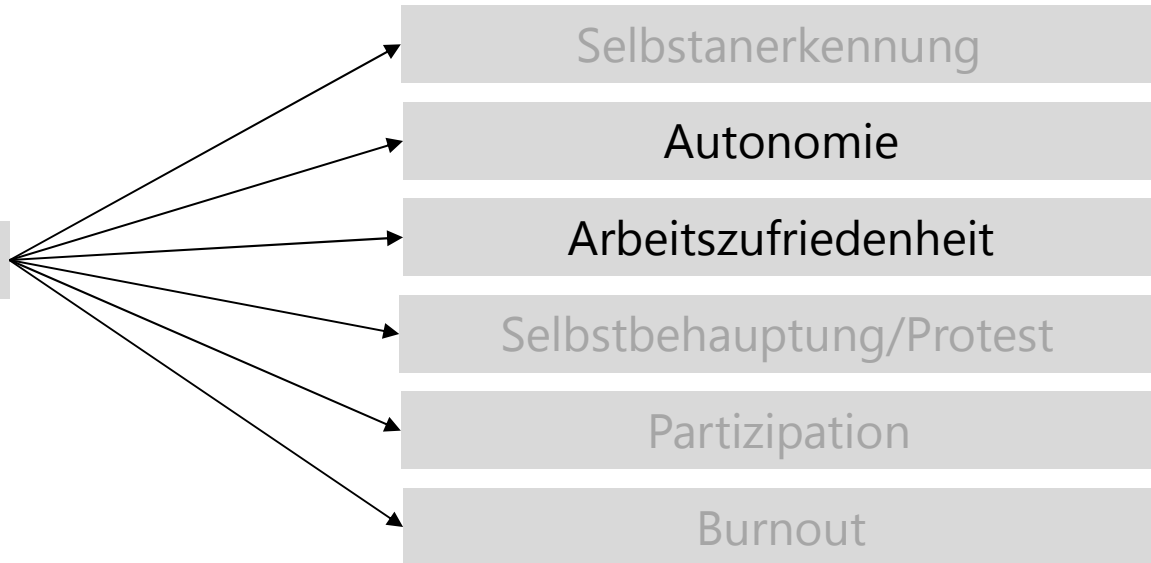 Selbstanerkennung
Autonomie
Arbeitszufriedenheit
Selbstbehauptung/Protest
Partizipation
Burnout